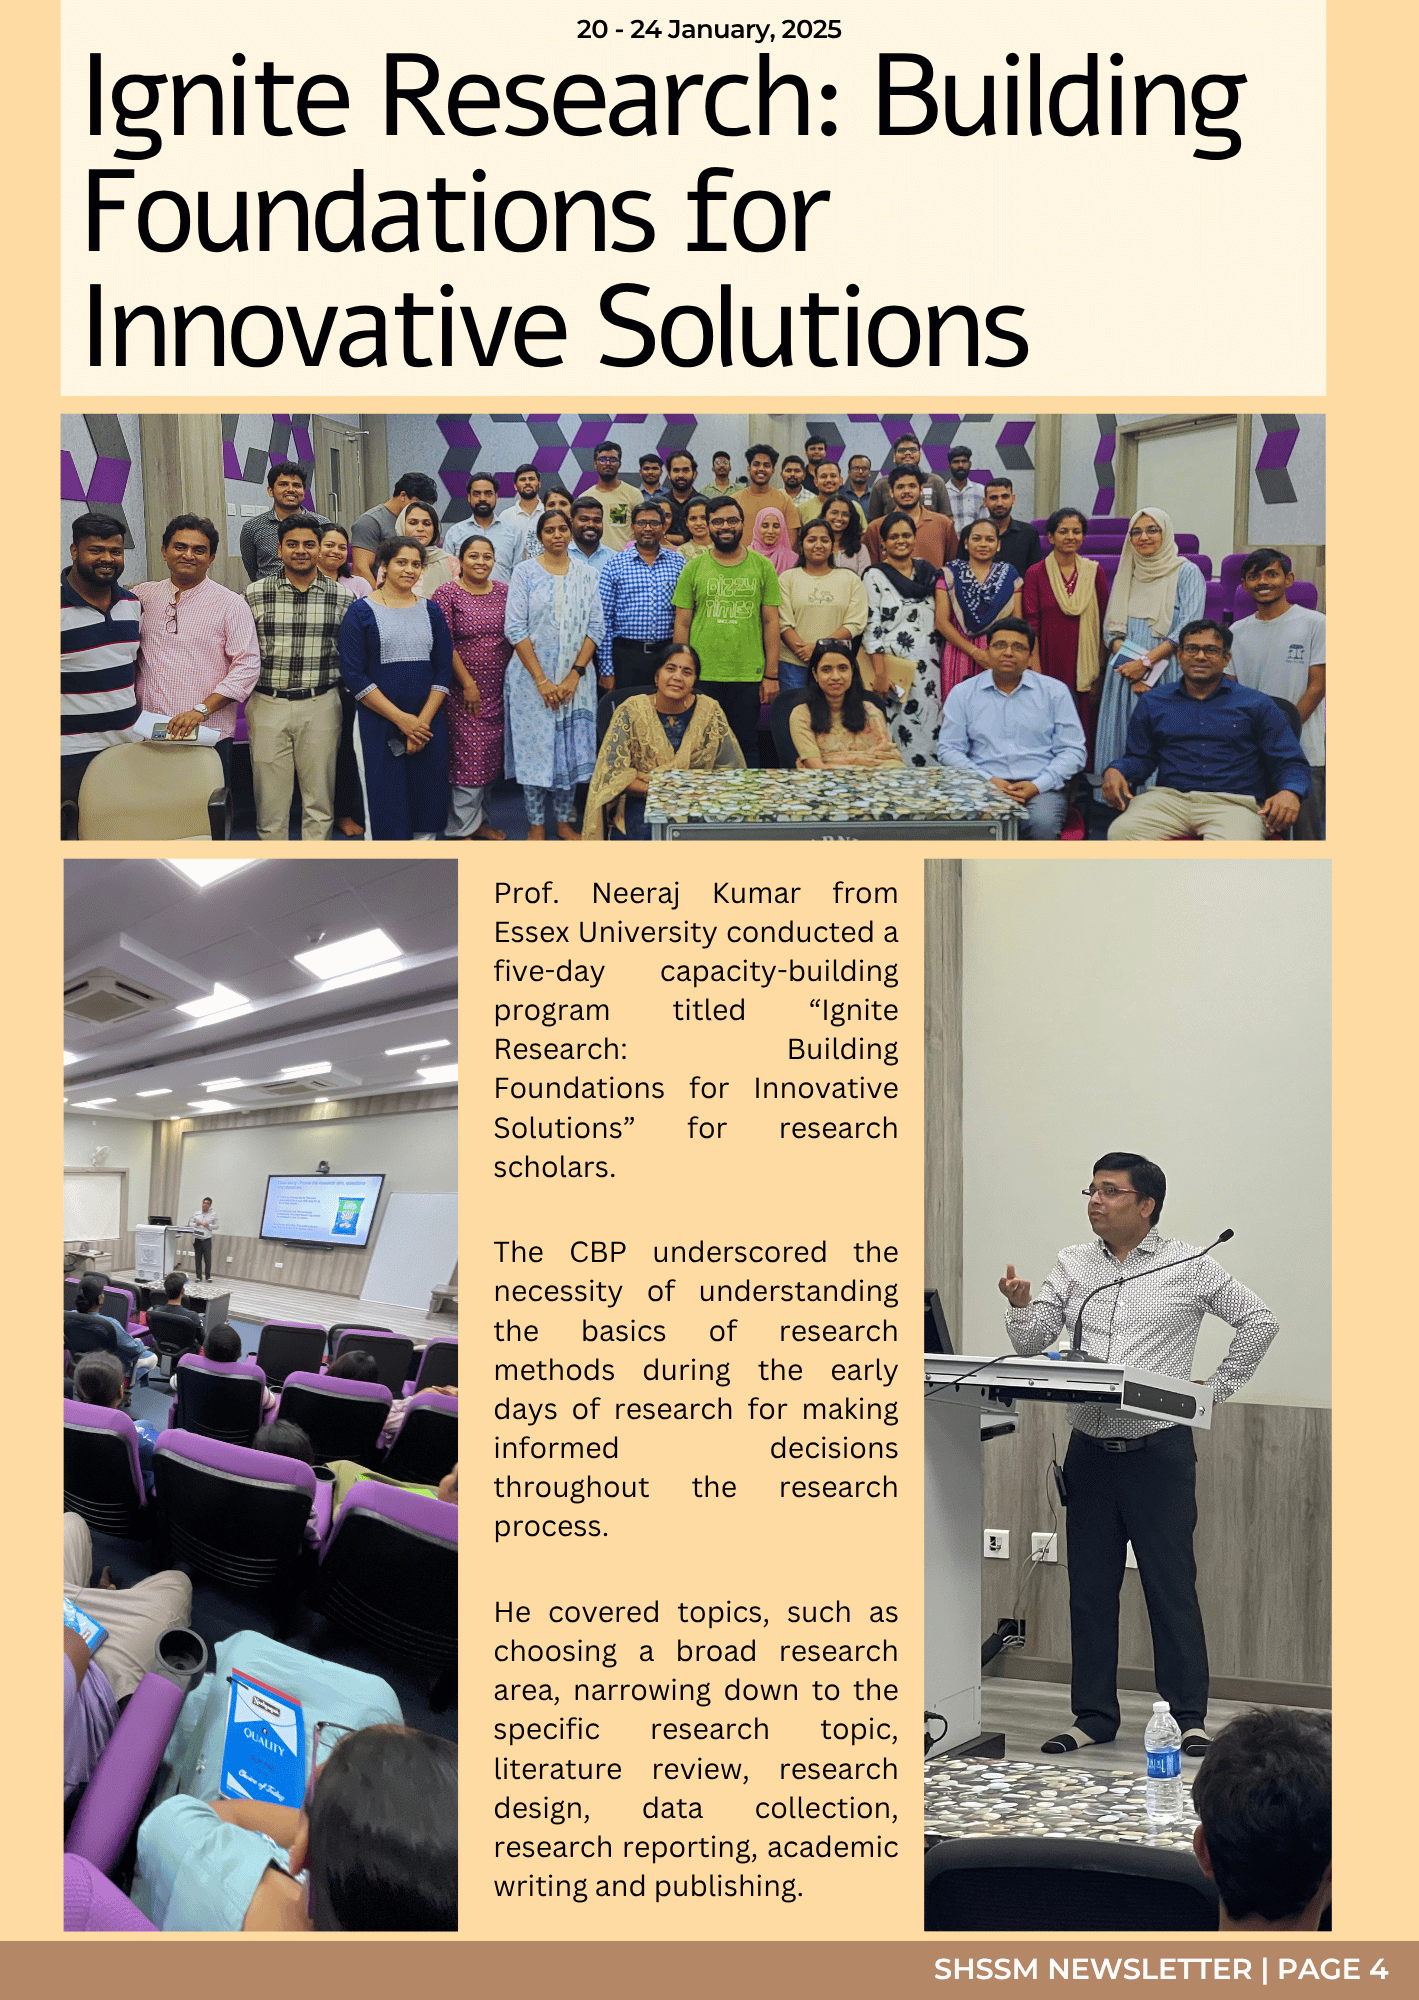 20 - 24 January, 2025
Ignite Research: Building
Foundations for
Innovative Solutions
DIZZY
TIMES
Prof. Neeraj Kumar from
Essex University conducted a
five-day capacity-building
program titled “Ignite
Research: Building
Foundations for Innovative
Solutions” for research
scholars.
The CBP underscored the
necessity of understanding
the basics of research
methods during the early
days of research for making
informed decisions
throughout the research
process.
He covered topics, such as
choosing a broad research
area, narrowing down to the
specific research topic,
literature review, research
design, data collection,
research reporting, academic
writing and publishing.
QUALITY
SHSSM NEWSLETTER | PAGE 4